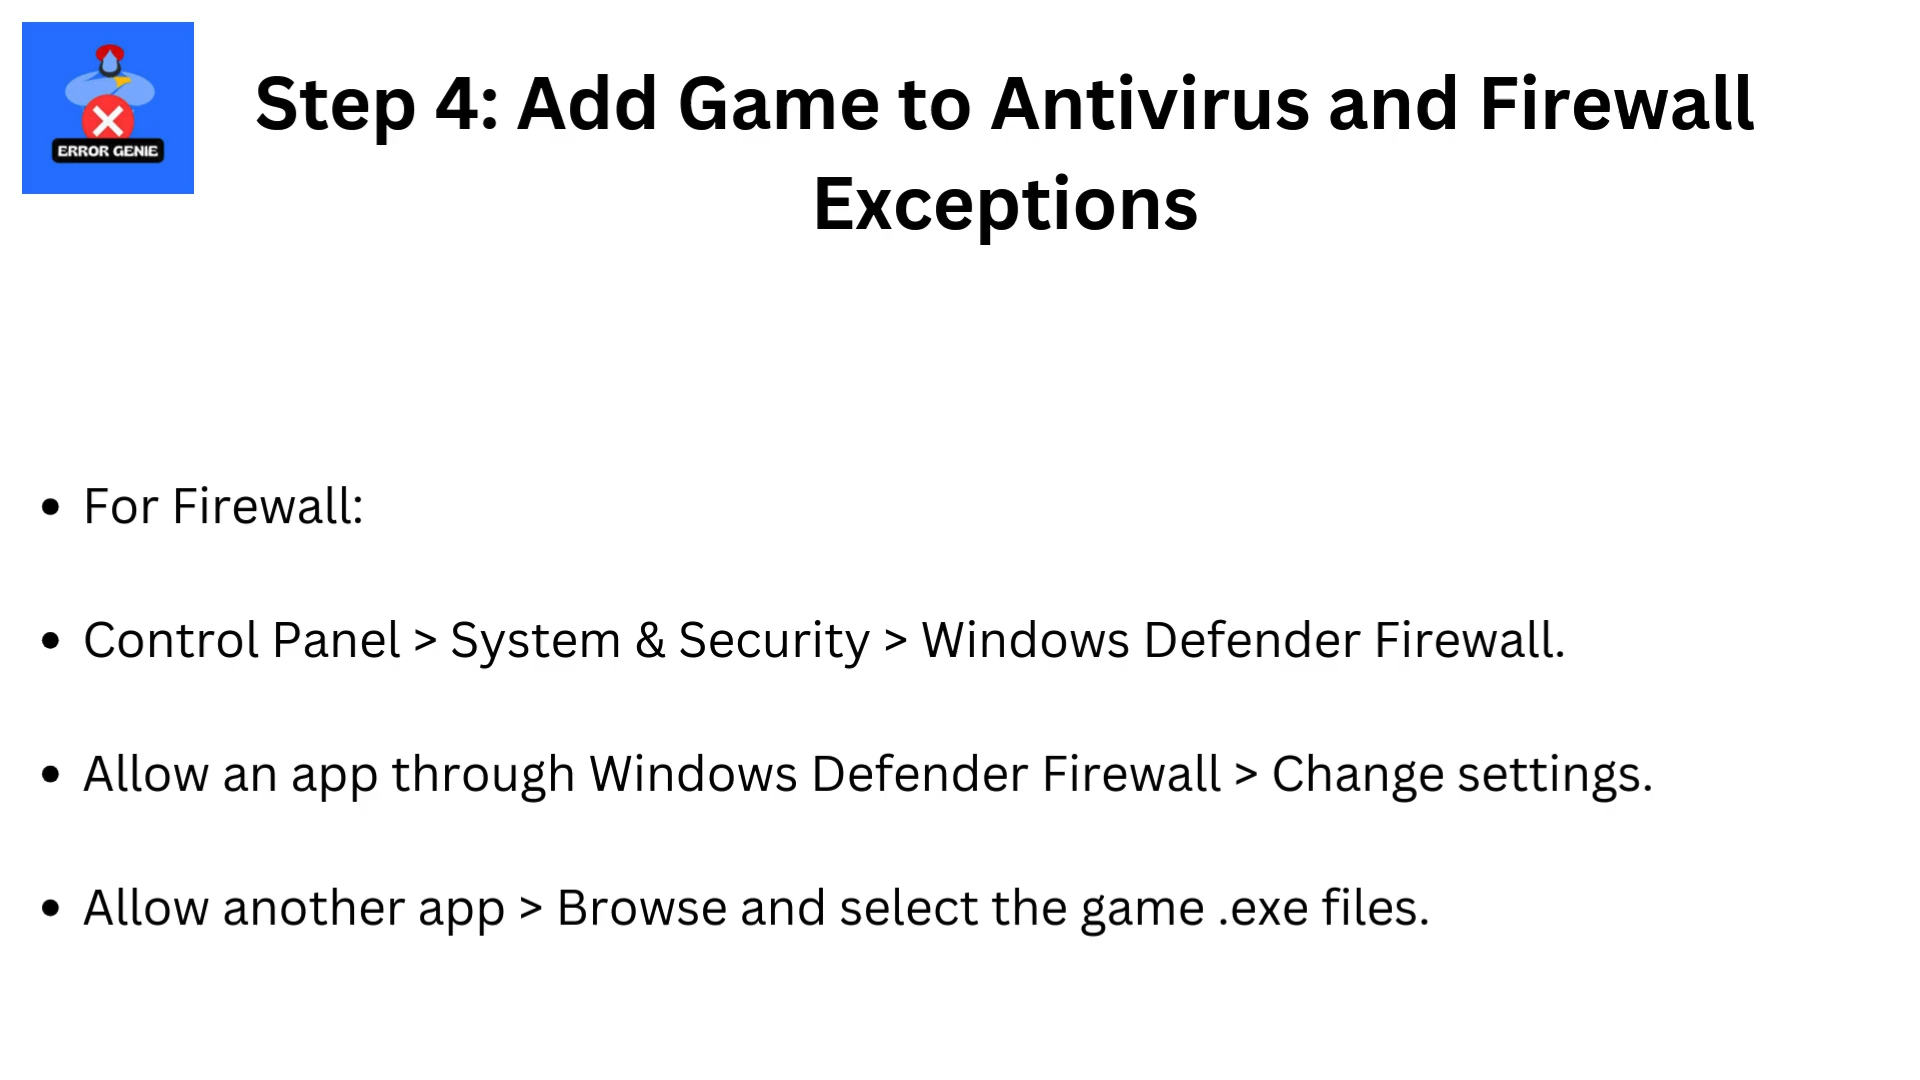 ERROR GENIE
Step 4: Add Game to Antivirus and Firewall
Exceptions
• For Firewall:
• Control Panel > System & Security > Windows Defender Firewall.
• Allow an app through Windows Defender Firewall > Change settings.
• Allow another app > Browse and select the game .exe files.